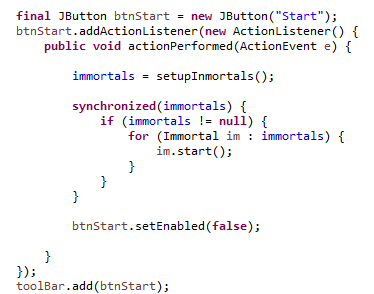 final JButton btnStart = new JButton("Start");
btnStart.addActionListener(new ActionListener() {
    public void actionPerformed(ActionEvent e) {
        immortals = setupInmortals();
        synchronized(immortals) {
            if (immortals != null) {
                for (Immortal im : immortals) {
                    im.start();
                }
            }
        }
        btnStart.setEnabled(false);
    }
});
toolBar.add(btnStart);